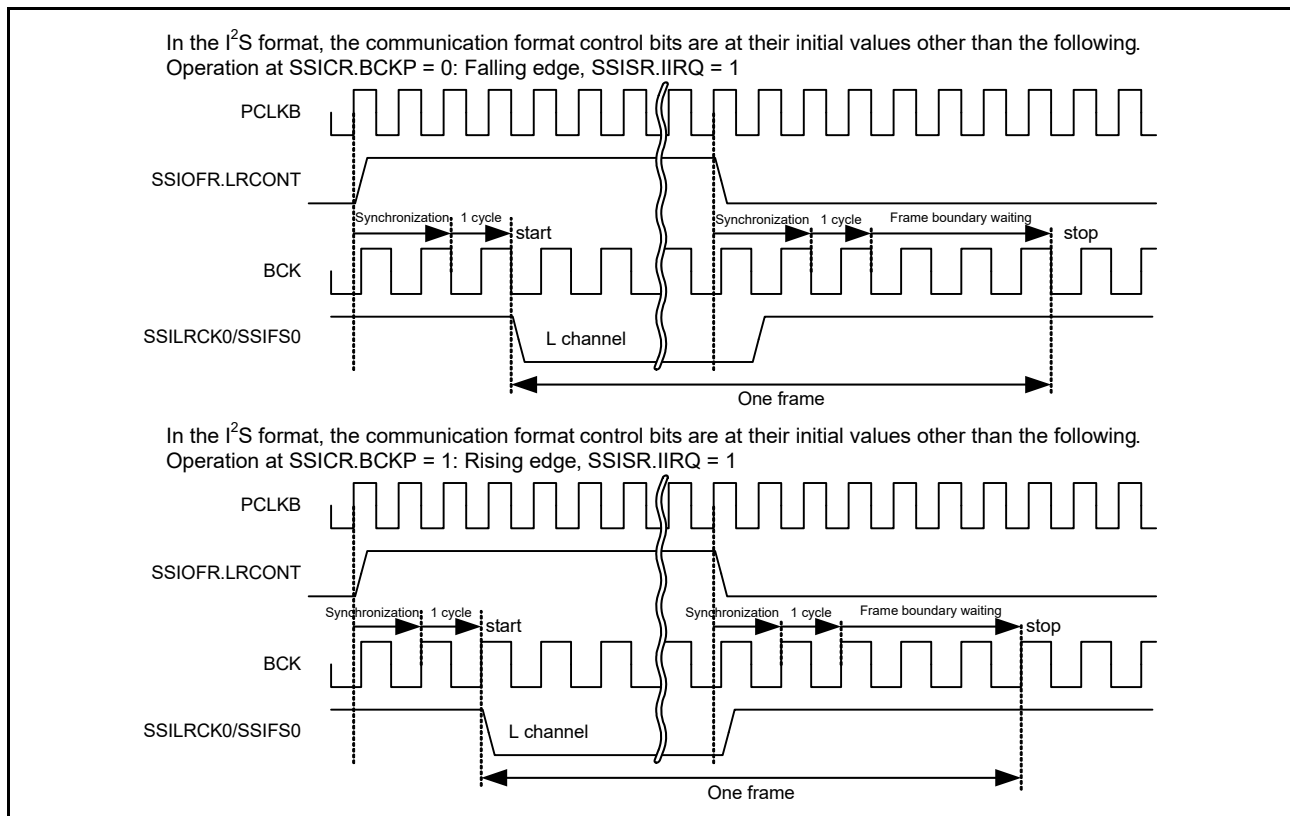 In the I²S format, the communication format control bits are at their initial values other than the following.
Operation at SSICR.BCKP = 0: Falling edge, SSISR.IIRQ = 1
PCLKB
SSIOFR.LRCONT
Synchronization 1 cycle start Synchronization 1 cycle Frame boundary waiting stop
BCK
SSILRCK0/SSIFS0 L channel
One frame
In the I²S format, the communication format control bits are at their initial values other than the following.
Operation at SSICR.BCKP = 1: Rising edge, SSISR.IIRQ = 1
PCLKB
SSIOFR.LRCONT
Synchronization 1 cycle start Synchronization 1 cycle Frame boundary waiting stop
BCK
SSILRCK0/SSIFS0 L channel
One frame